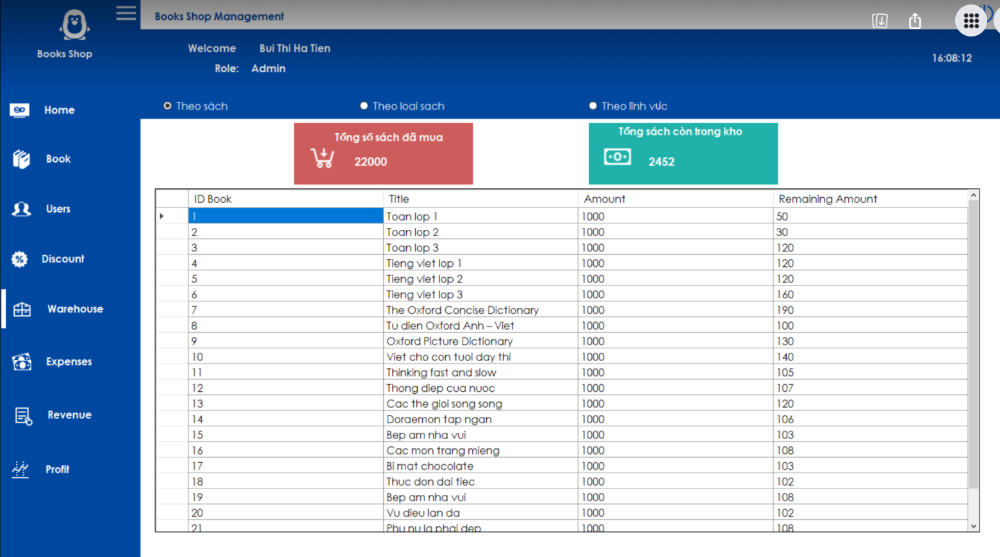 Books Shop Management
Books Shop
Welcome Bui Thi Ha Tien
Role: Admin
16:08:12
Home
Book
Users
Discount
Warehouse
Expenses
Revenue
Profit
Theo sách Theo loai sach Theo lĩnh vực
Tổng số sách đã mua
22000
Tổng sách còn trong kho
2452
ID Book Title Amount Remaining Amount
1 Toan lop 1 1000 50
2 Toan lop 2 1000 30
3 Toan lop 3 1000 120
4 Tieng viet lop 1 1000 120
5 Tieng viet lop 2 1000 120
6 Tieng viet lop 3 1000 160
7 The Oxford Concise Dictionary 1000 190
8 Tu dien Oxford Anh – Viet 1000 100
9 Oxford Picture Dictionary 1000 130
10 Viet cho con tuoi day thi 1000 140
11 Thinking fast and slow 1000 105
12 Thong diep cua nuoc 1000 107
13 Cac the gioi song song 1000 120
14 Doraemon tap ngan 1000 106
15 Bep am nha vui 1000 103
16 Cac mon trang mieng 1000 108
17 Bi mat chocolate 1000 103
18 Thuc don dai tiec 1000 102
19 Bep am nha vui 1000 108
20 Vu dieu lan da 1000 102
21 Phu nu la phai dep 1000 108